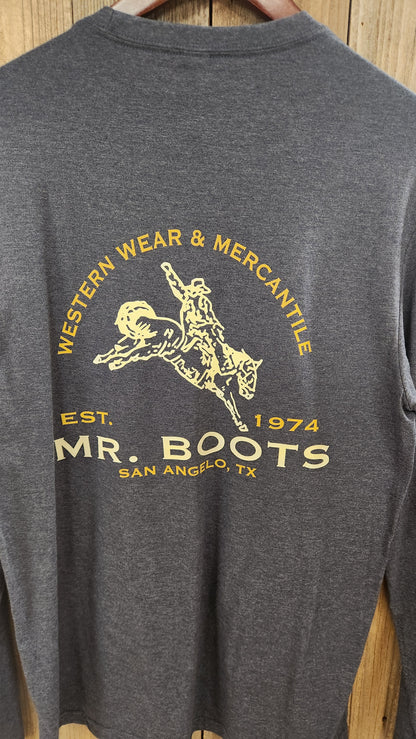 WESTERN WEAR & MERCANTILE
EST. 1974
MR. BOOTS
SAN ANGELO, TX